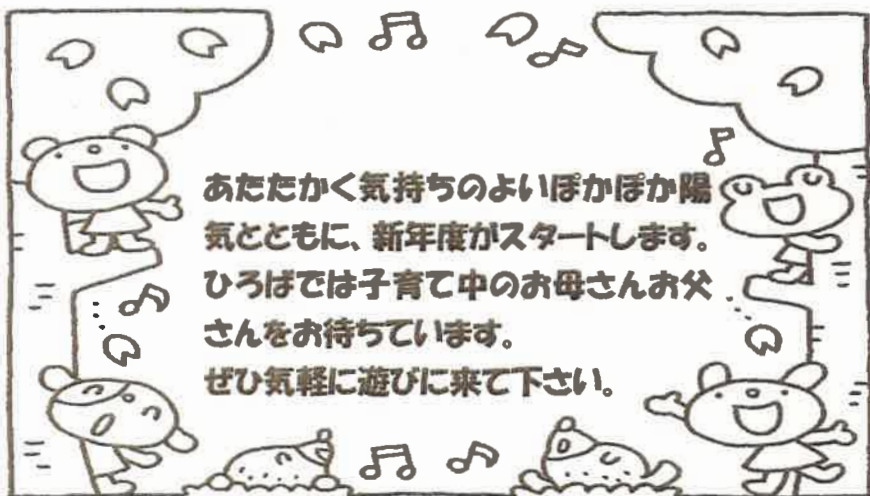 あたたかく気持ちのよいぽかぽか陽
気とともに、新年度がスタートします。
ひろばでは子育て中のお母さんお父
さんをお待ちています。
ぜひ気軽に遊びに来て下さい。